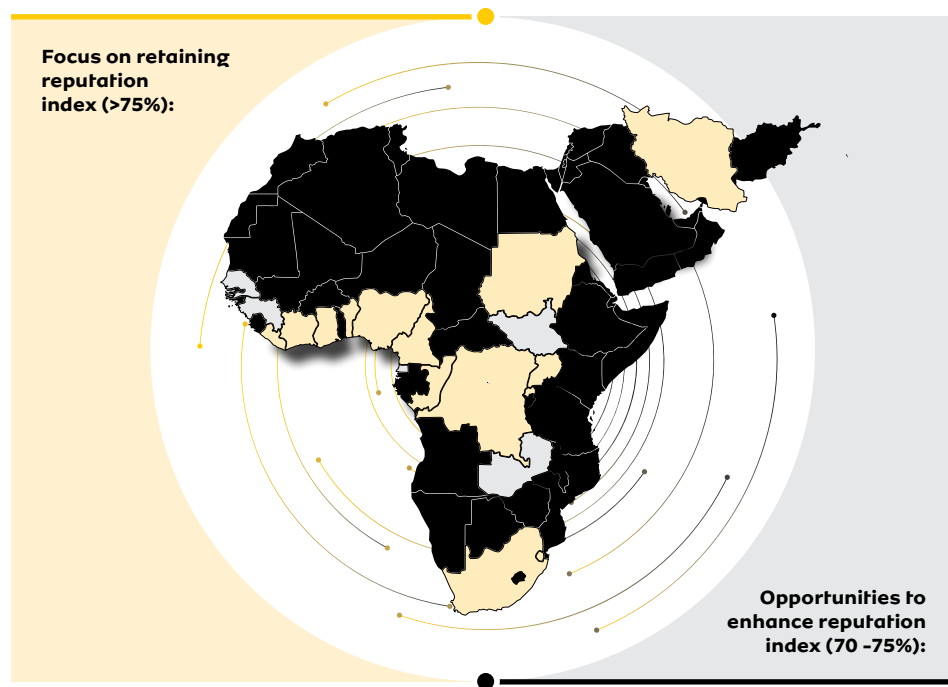 Focus on retaining
reputation
index (>75%):
Opportunities to
enhance reputation
index (70 -75%):